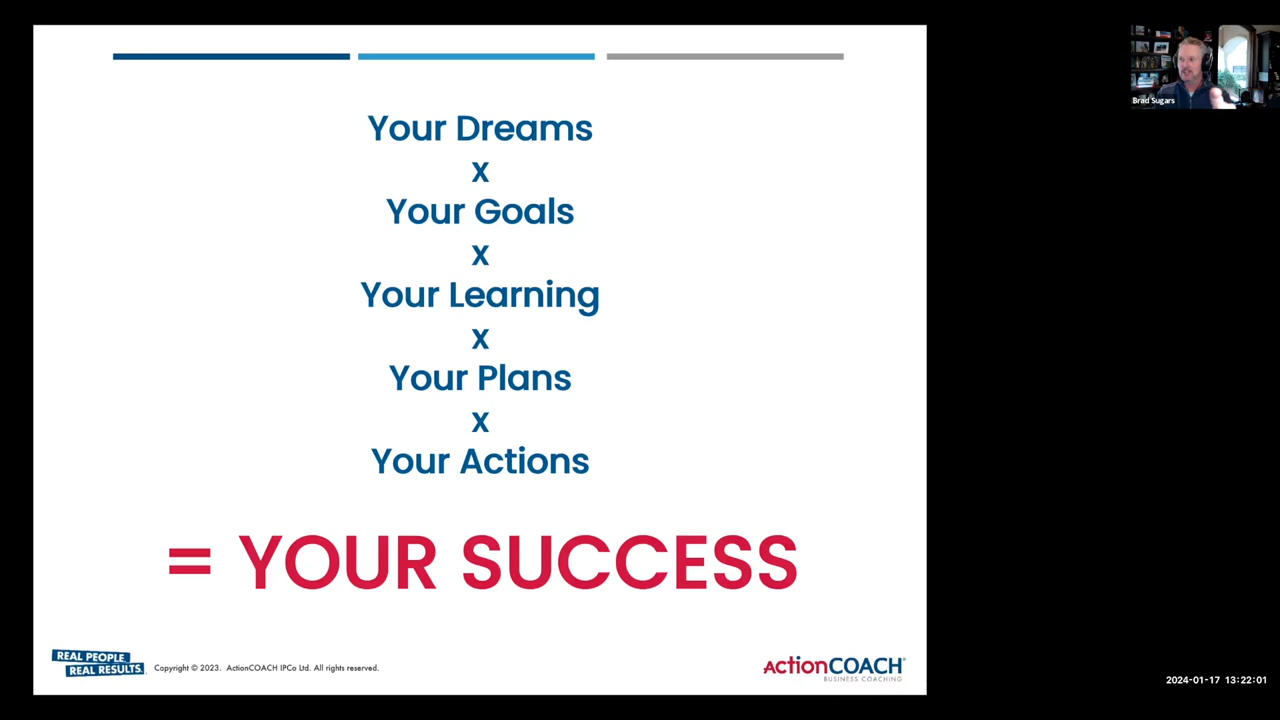 Your Dreams
x
Your Goals
x
Your Learning
x
Your Plans
x
Your Actions
= YOUR SUCCESS
REAL PEOPLE.
REAL RESULTS.
Copyright © 2023. ActionCOACH IPCo Ltd. All rights reserved.
actionCOACH®
BUSINESS COACHING
Brad Sugars
2024-01-17 13:22:01